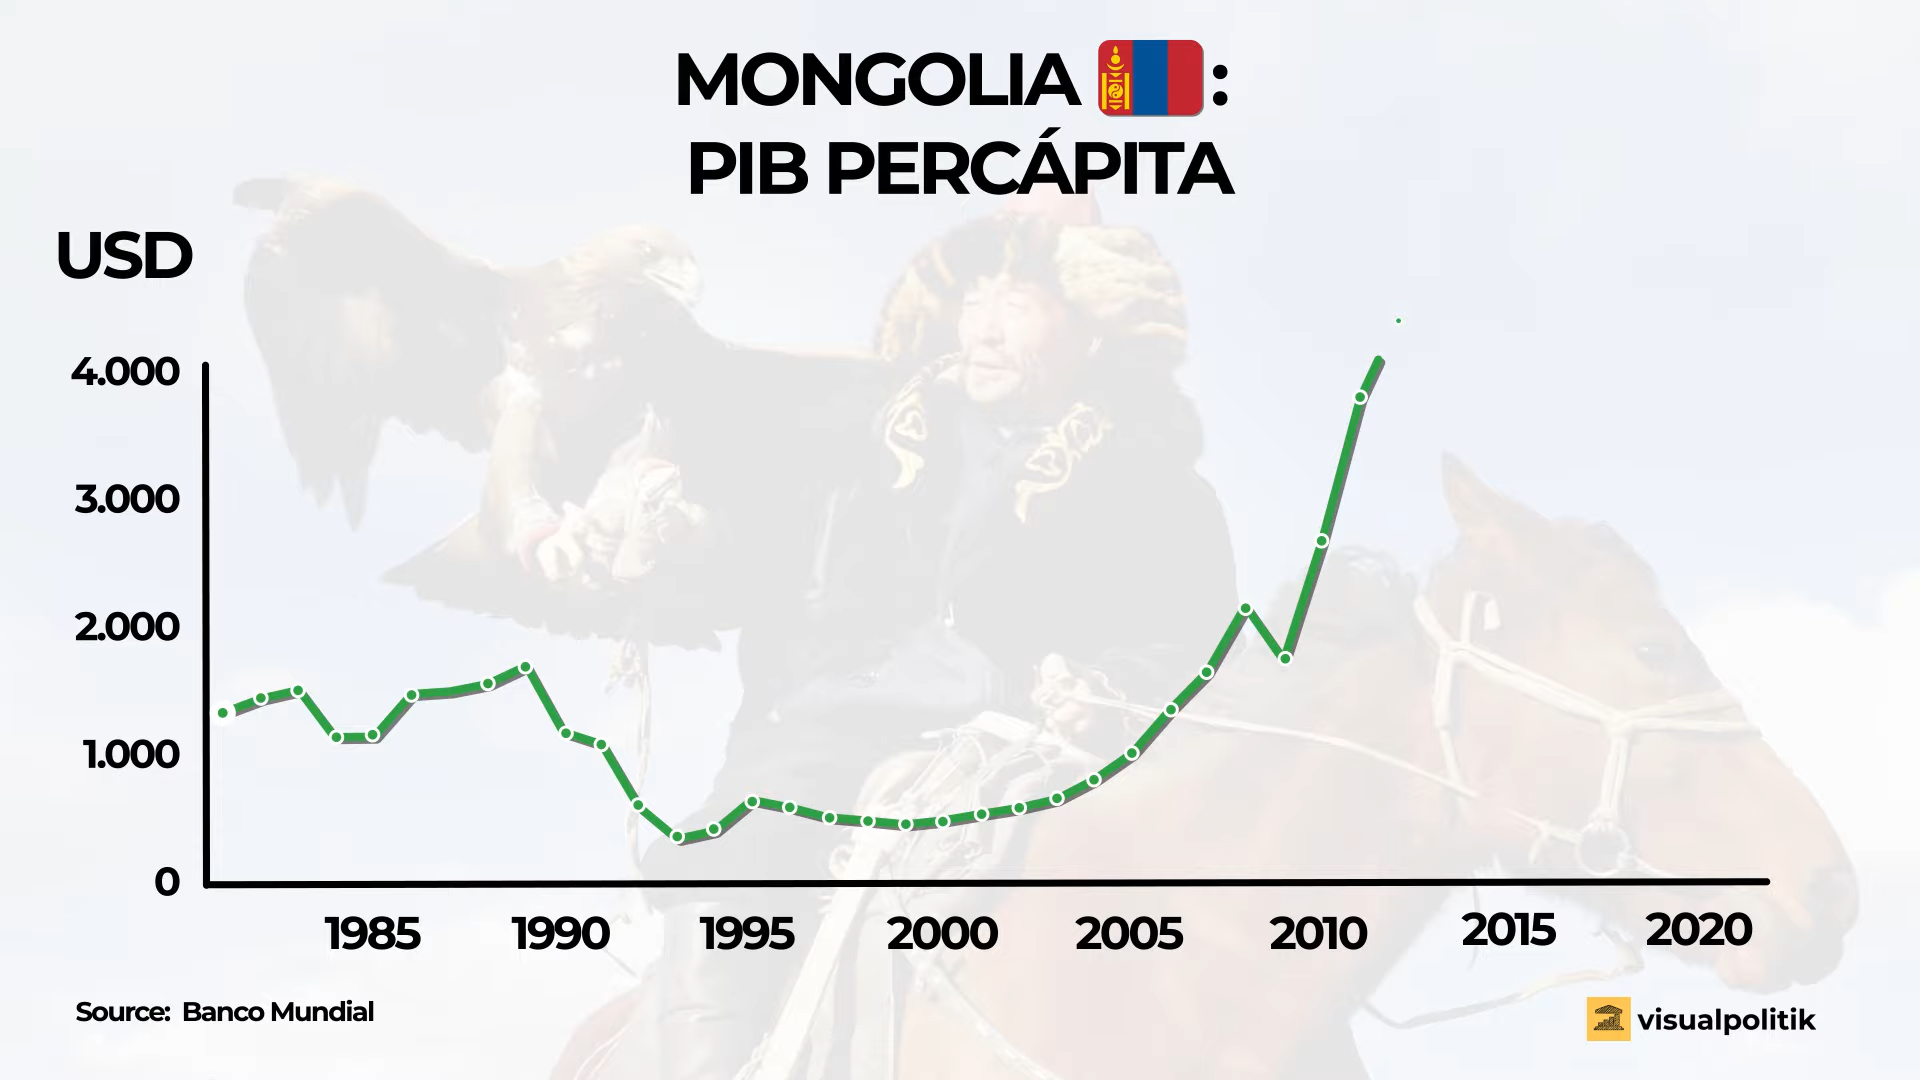 MONGOLIA 🇲🇳:
PIB PERCÁPITA
USD
4.000
3.000
2.000
1.000
0
1985 1990 1995 2000 2005 2010 2015 2020
Source: Banco Mundial
visualpolitik